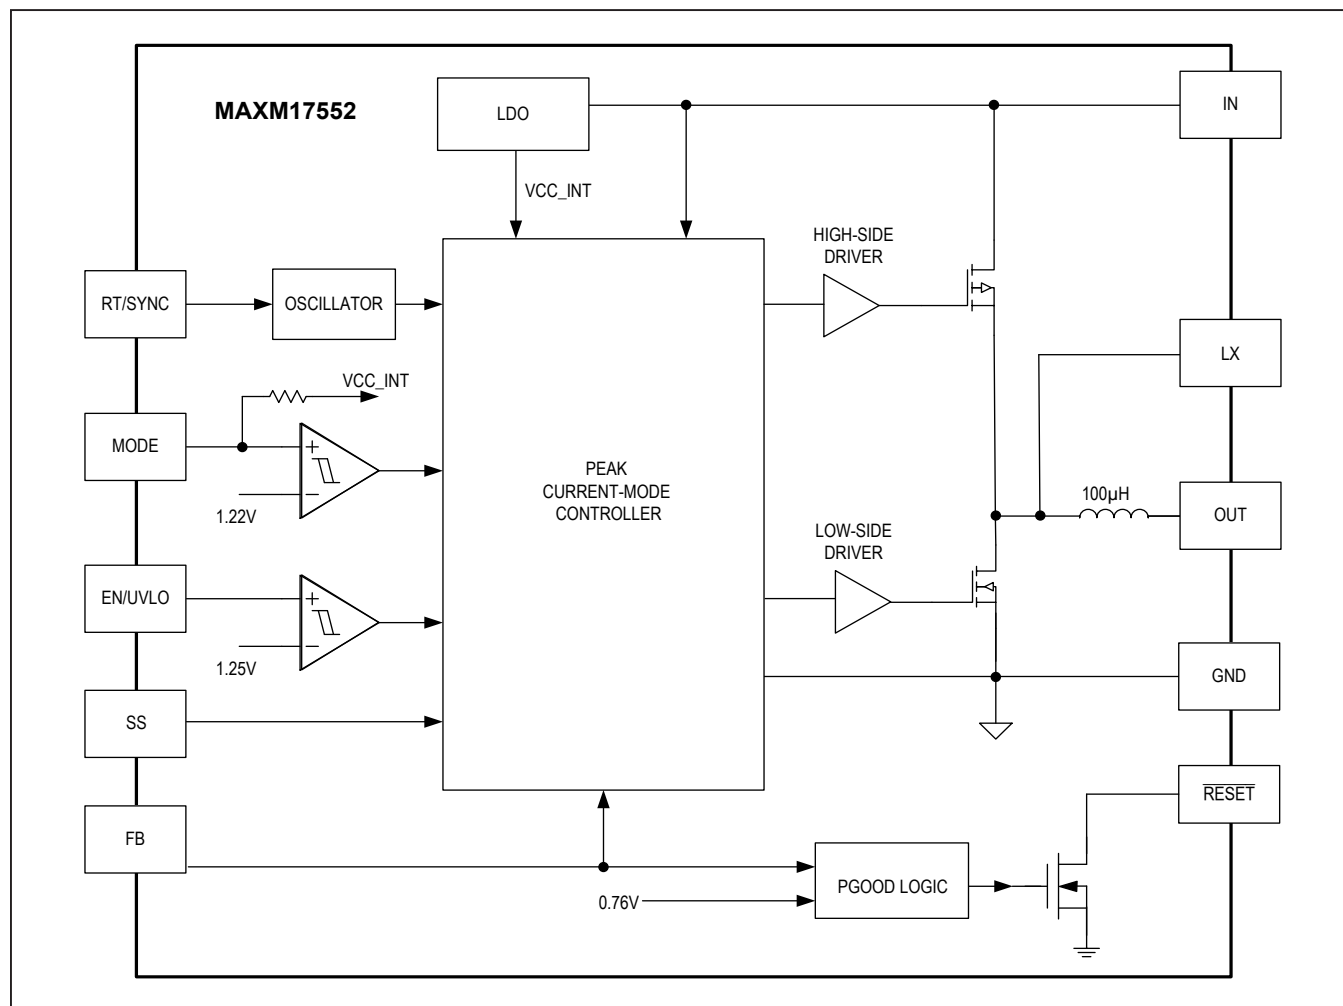 MAXM17552
LDO
IN
VCC_INT
HIGH-SIDE
DRIVER
RT/SYNC
OSCILLATOR
LX
VCC_INT
MODE
+
−
1.22V
PEAK
CURRENT-MODE
CONTROLLER
100µH
OUT
LOW-SIDE
DRIVER
EN/UVLO
+
−
1.25V
GND
SS
RESET
FB
PGOOD LOGIC
0.76V